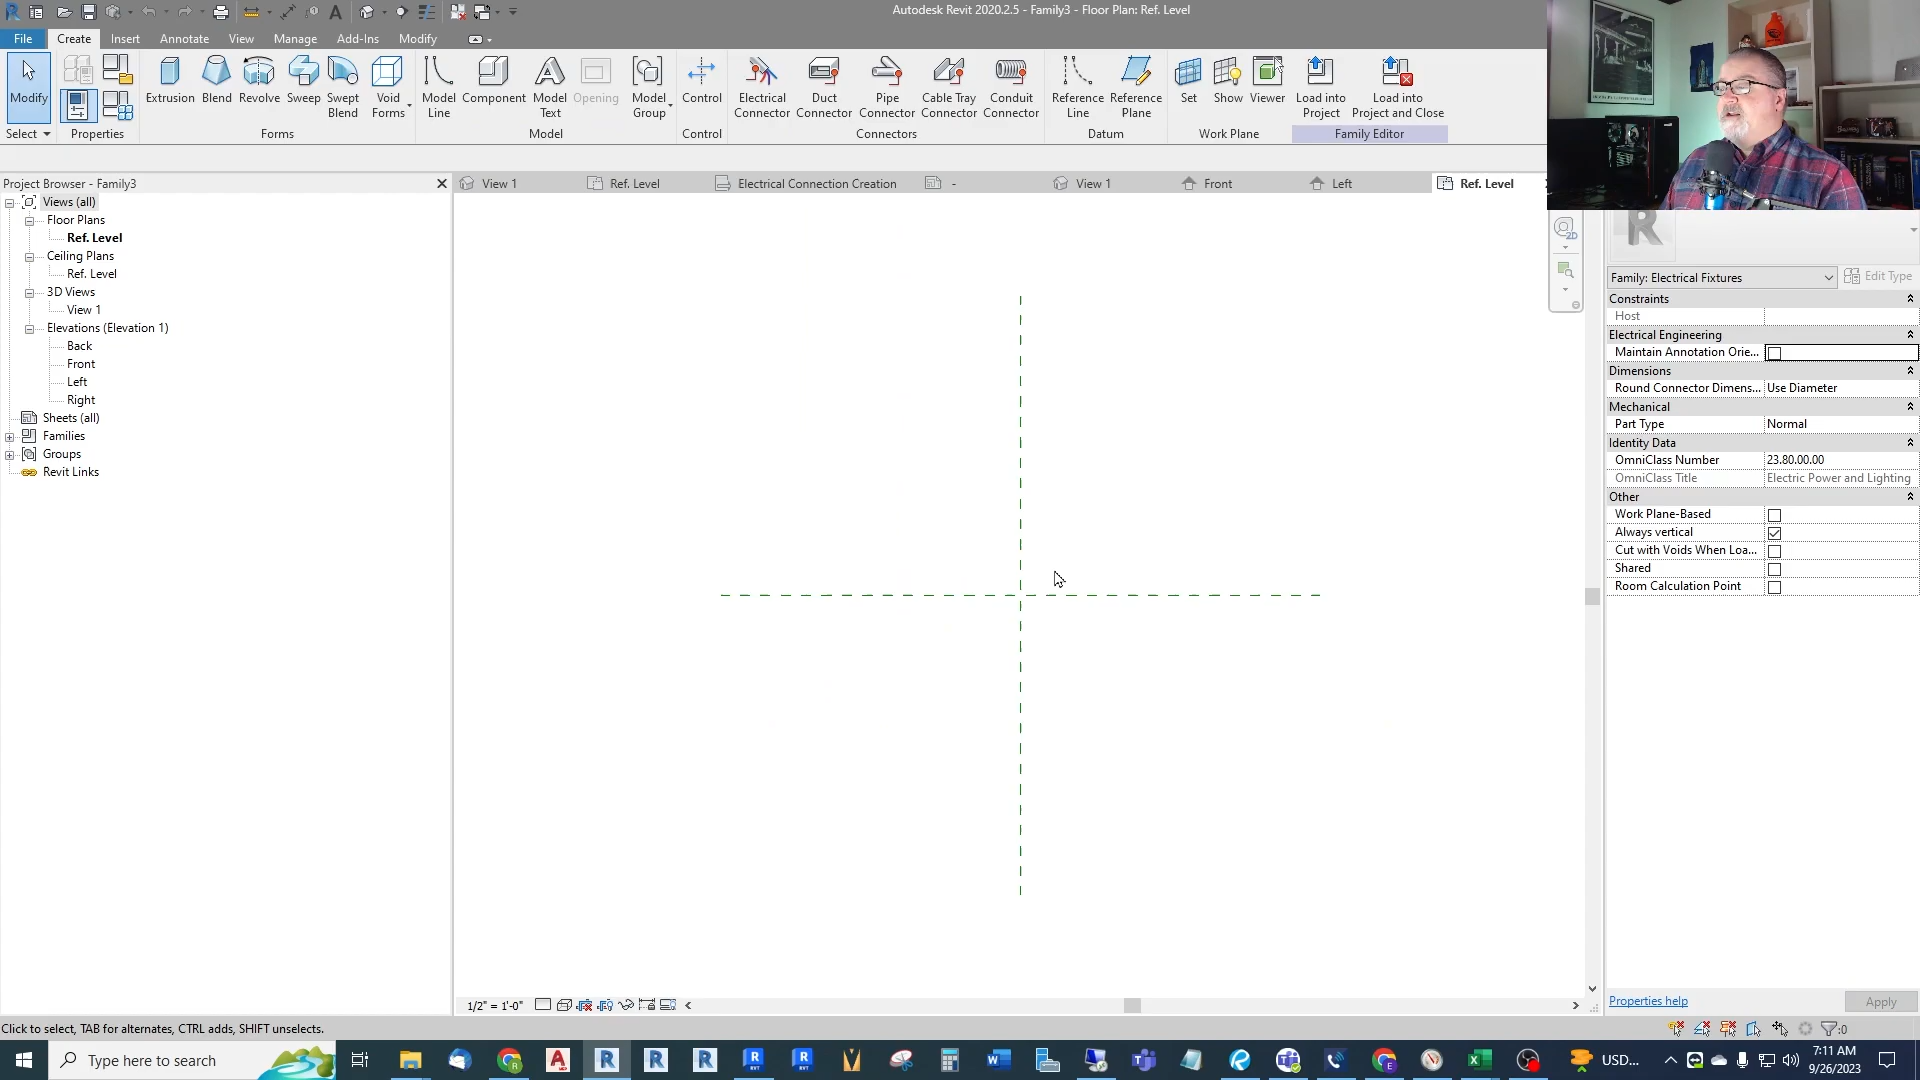 Autodesk Revit 2020.2.5 - Family3 - Floor Plan: Ref. Level
File Create Insert Annotate View Manage Add-Ins Modify
Modify
Extrusion Blend Revolve Sweep Swept Blend Void Forms
Model Line Component Model Text Opening Model Group
Control
Electrical Connector Duct Connector Pipe Connector Cable Tray Connector Conduit Connector
Reference Line Reference Plane
Set Show Viewer
Load into Project Load into Project and Close
Select Properties Forms Model Control Connectors Datum Work Plane Family Editor
Project Browser - Family3
View 1 Ref. Level Electrical Connection Creation - View 1 Front Left Ref. Level
Views (all)
Floor Plans
Ref. Level
Ceiling Plans
Ref. Level
3D Views
View 1
Elevations (Elevation 1)
Back
Front
Left
Right
Sheets (all)
Families
Groups
Revit Links
2D
Family: Electrical Fixtures Edit Type
Constraints
Host
Electrical Engineering
Maintain Annotation Orie...
Dimensions
Round Connector Dimens... Use Diameter
Mechanical
Part Type Normal
Identity Data
OmniClass Number 23.80.00.00
OmniClass Title Electric Power and Lighting
Other
Work Plane-Based
Always vertical
Cut with Voids When Loa...
Shared
Room Calculation Point
Properties help Apply
1/2" = 1'-0"
Click to select, TAB for alternates, CTRL adds, SHIFT unselects.
:0
Type here to search
USD...
7:11 AM
9/26/2023